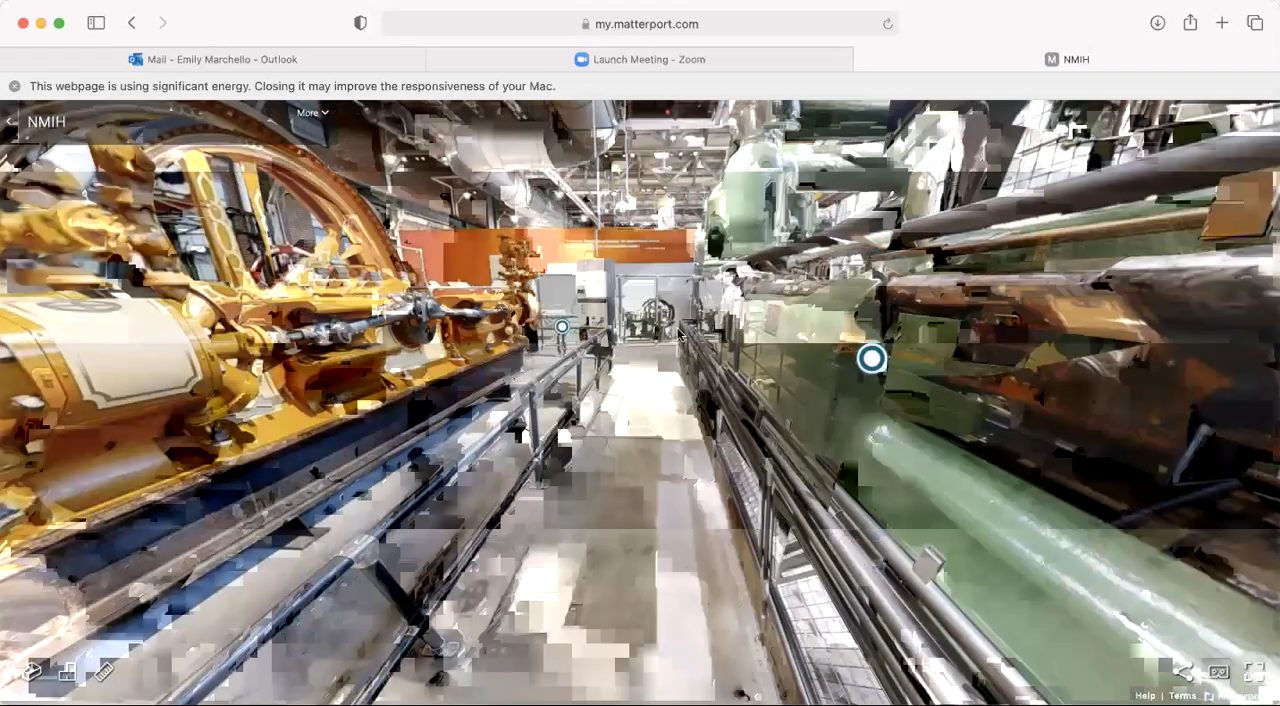 my.matterport.com
Mail - Emily Marchello - Outlook
Launch Meeting - Zoom
M NMIH
This webpage is using significant energy. Closing it may improve the responsiveness of your Mac.
More
NMIH
Help | Terms